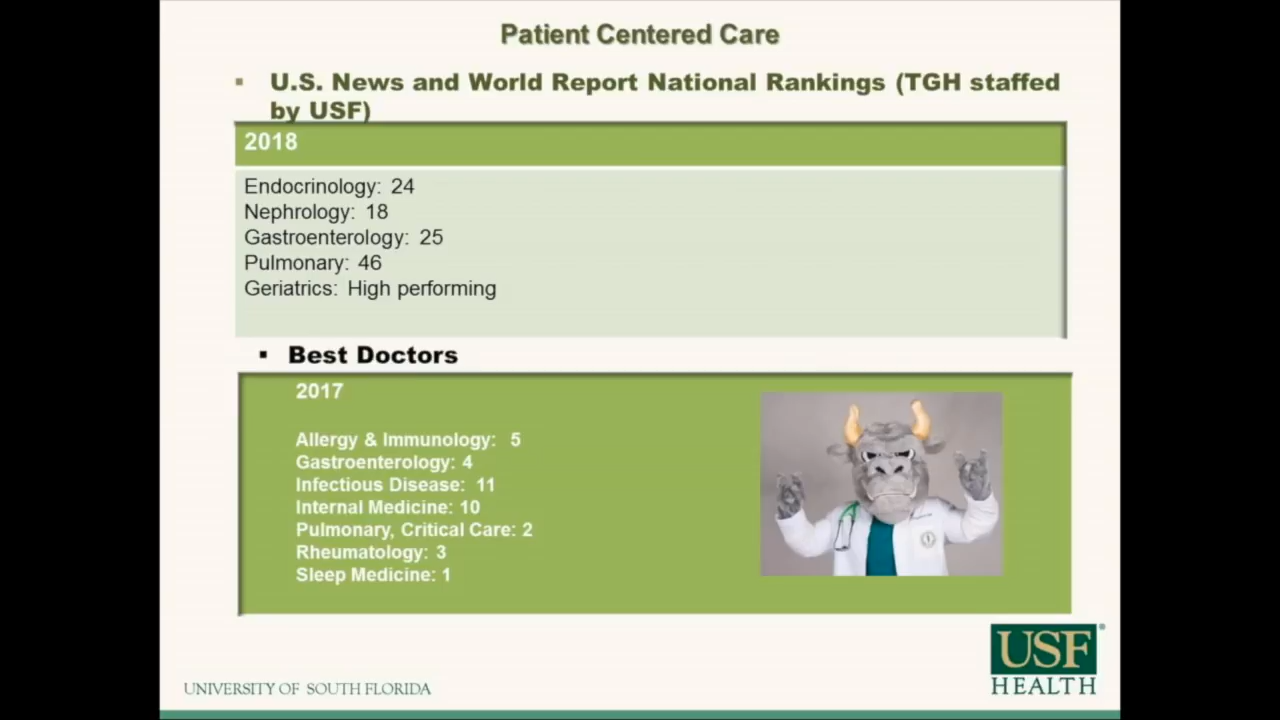 Patient Centered Care
▪ U.S. News and World Report National Rankings (TGH staffed
by USF)
2018
Endocrinology: 24
Nephrology: 18
Gastroenterology: 25
Pulmonary: 46
Geriatrics: High performing
▪ Best Doctors
2017
Allergy & Immunology: 5
Gastroenterology: 4
Infectious Disease: 11
Internal Medicine: 10
Pulmonary, Critical Care: 2
Rheumatology: 3
Sleep Medicine: 1
USF
HEALTH
UNIVERSITY OF SOUTH FLORIDA